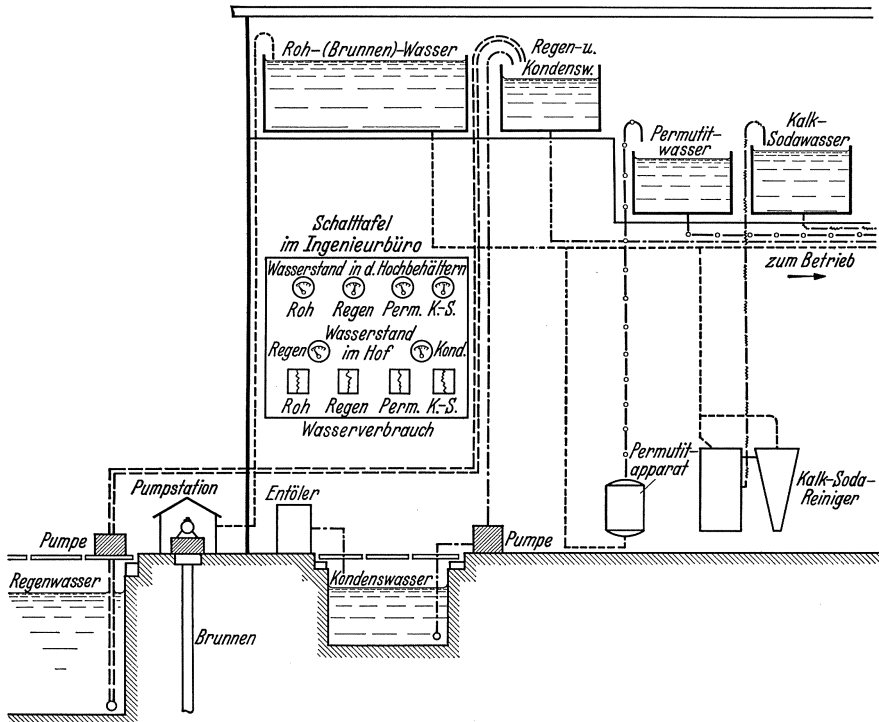 Roh-(Brunnen)-Wasser
Regen-u.
Kondensw.
Permutit-
wasser
Kalk-
Sodawasser
Schalttafel
im Ingenieurbüro
Wasserstand in d. Hochbehältern
Roh Regen Perm. K.-S.
Wasserstand
im Hof
Regen
Kond.
Roh Regen Perm. K.-S.
Wasserverbrauch
zum Betrieb
Permutit-
apparat
Kalk-Soda-
Reiniger
Pumpstation
Entöler
Pumpe
Pumpe
Regenwasser
Kondenswasser
Brunnen